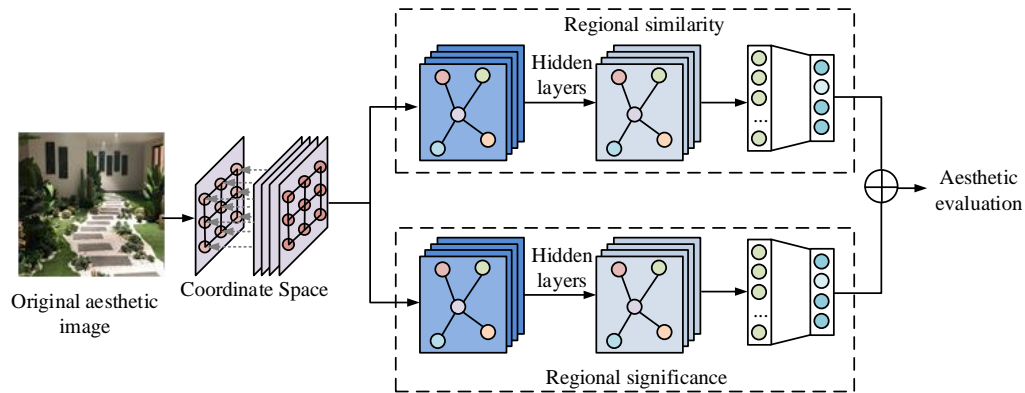 Regional similarity
Hidden
layers
...
Original aesthetic
image
Coordinate Space
Aesthetic
evaluation
Hidden
layers
...
Regional significance